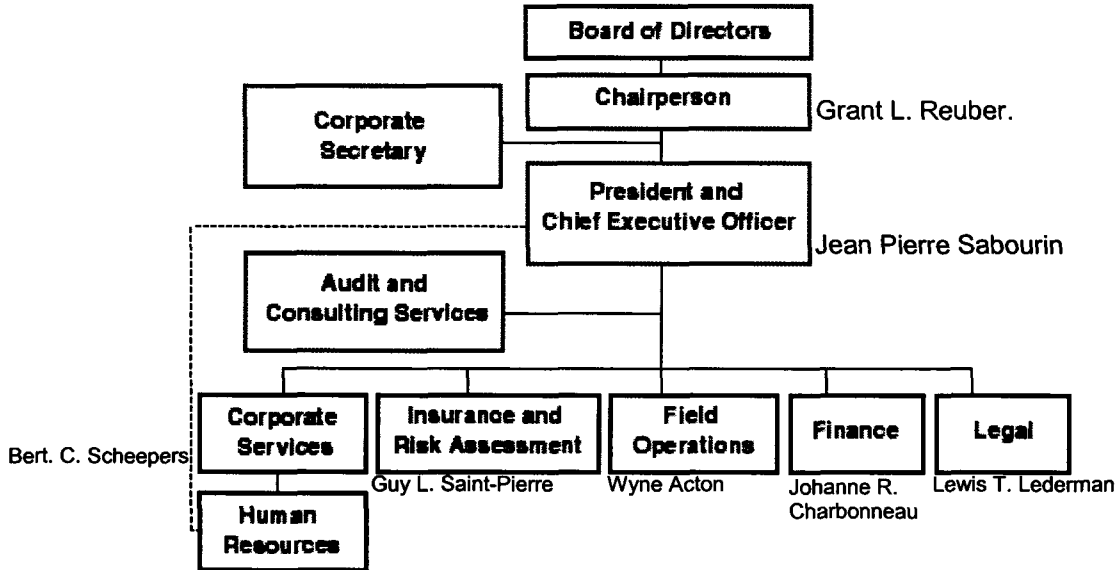 Board of Directors
Chairperson
Grant L. Reuber.
Corporate
Secretary
President and
Chief Executive Officer
Jean Pierre Sabourin
Audit and
Consulting Services
Corporate
Services
Bert. C. Scheepers
Insurance and
Risk Assessment
Guy L. Saint-Pierre
Field
Operations
Wyne Acton
Finance
Johanne R.
Charbonneau
Legal
Lewis T. Lederman
Human
Resources